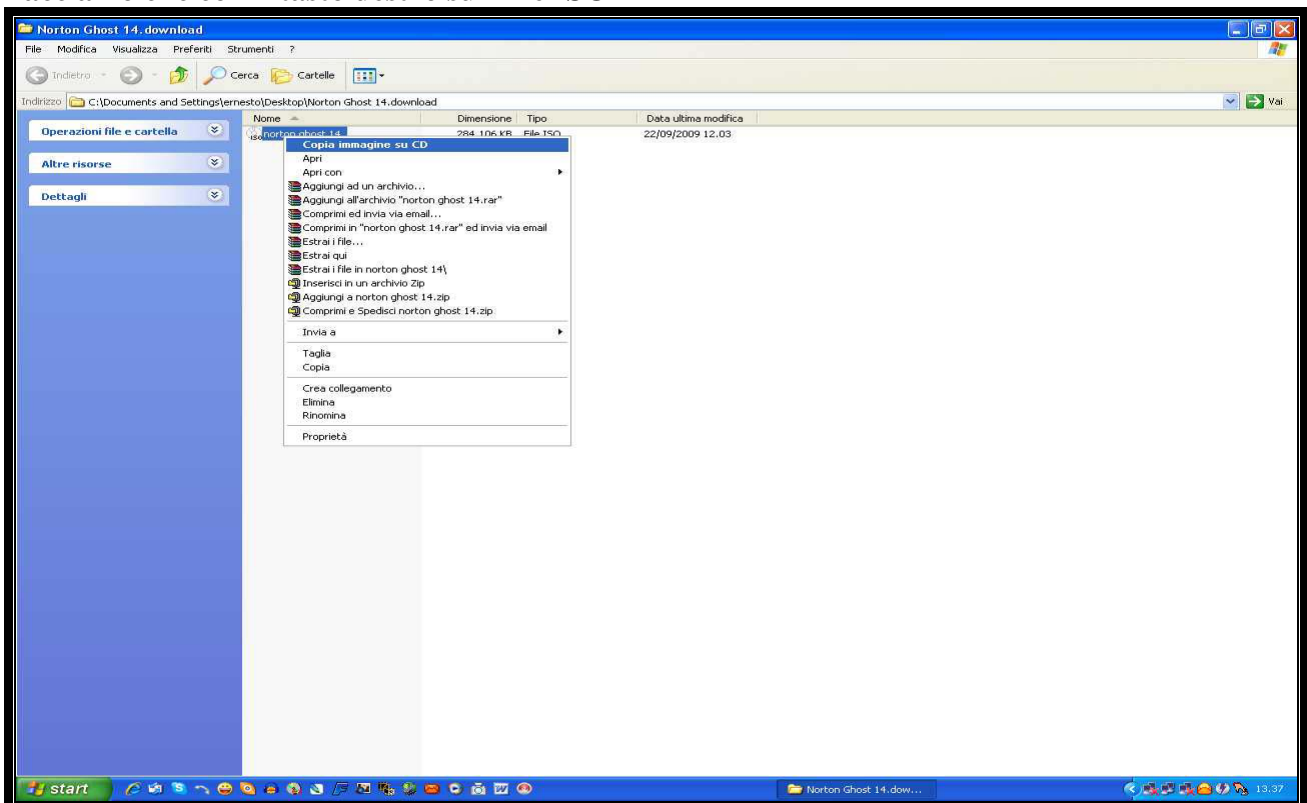 Norton Ghost 14.download
File Modifica Visualizza Preferiti Strumenti ?
Indietro Cerca Cartelle
Indirizzo C:\Documents and Settings\ernesto\Desktop\Norton Ghost 14.download Vai
Nome Dimensione Tipo Data ultima modifica
norton ghost 14 284.106 KB File ISO 22/09/2009 12.03
Operazioni file e cartella
Altre risorse
Dettagli
Copia immagine su CD
Apri
Apri con
Aggiungi ad un archivio...
Aggiungi all'archivio "norton ghost 14.rar"
Comprimi ed invia via email...
Comprimi in "norton ghost 14.rar" ed invia via email
Estrai i file...
Estrai qui
Estrai i file in norton ghost 14\
Inserisci in un archivio Zip
Aggiungi a norton ghost 14.zip
Comprimi e Spedisci norton ghost 14.zip
Invia a
Taglia
Copia
Crea collegamento
Elimina
Rinomina
Proprietà
start Norton Ghost 14.dow... 13.37